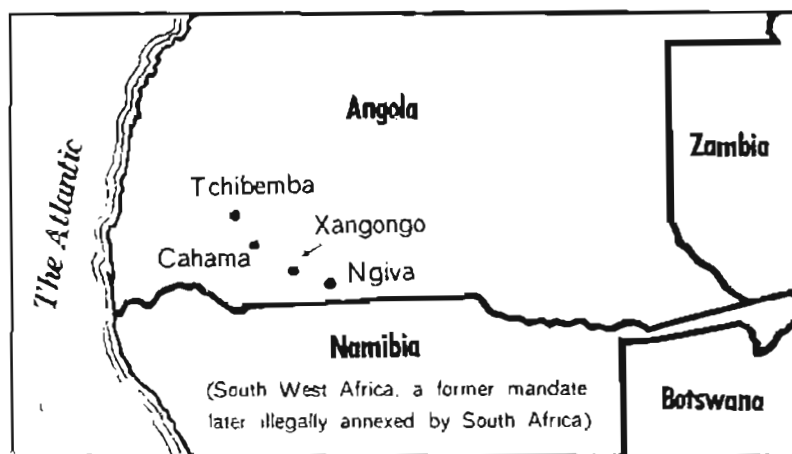 Angola
Zambia
The Atlantic
Tchibemba
Xangongo
Cahama
Ngiva
Namibia
(South West Africa, a former mandate
later illegally annexed by South Africa)
Botswana